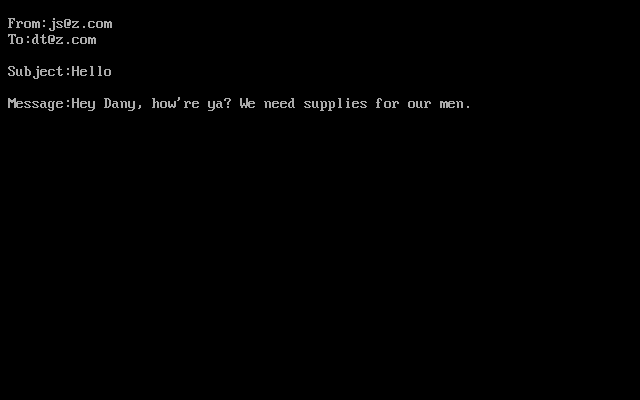 From:js@z.com
To:dt@z.com
Subject:Hello
Message:Hey Dany, how're ya? We need supplies for our men.